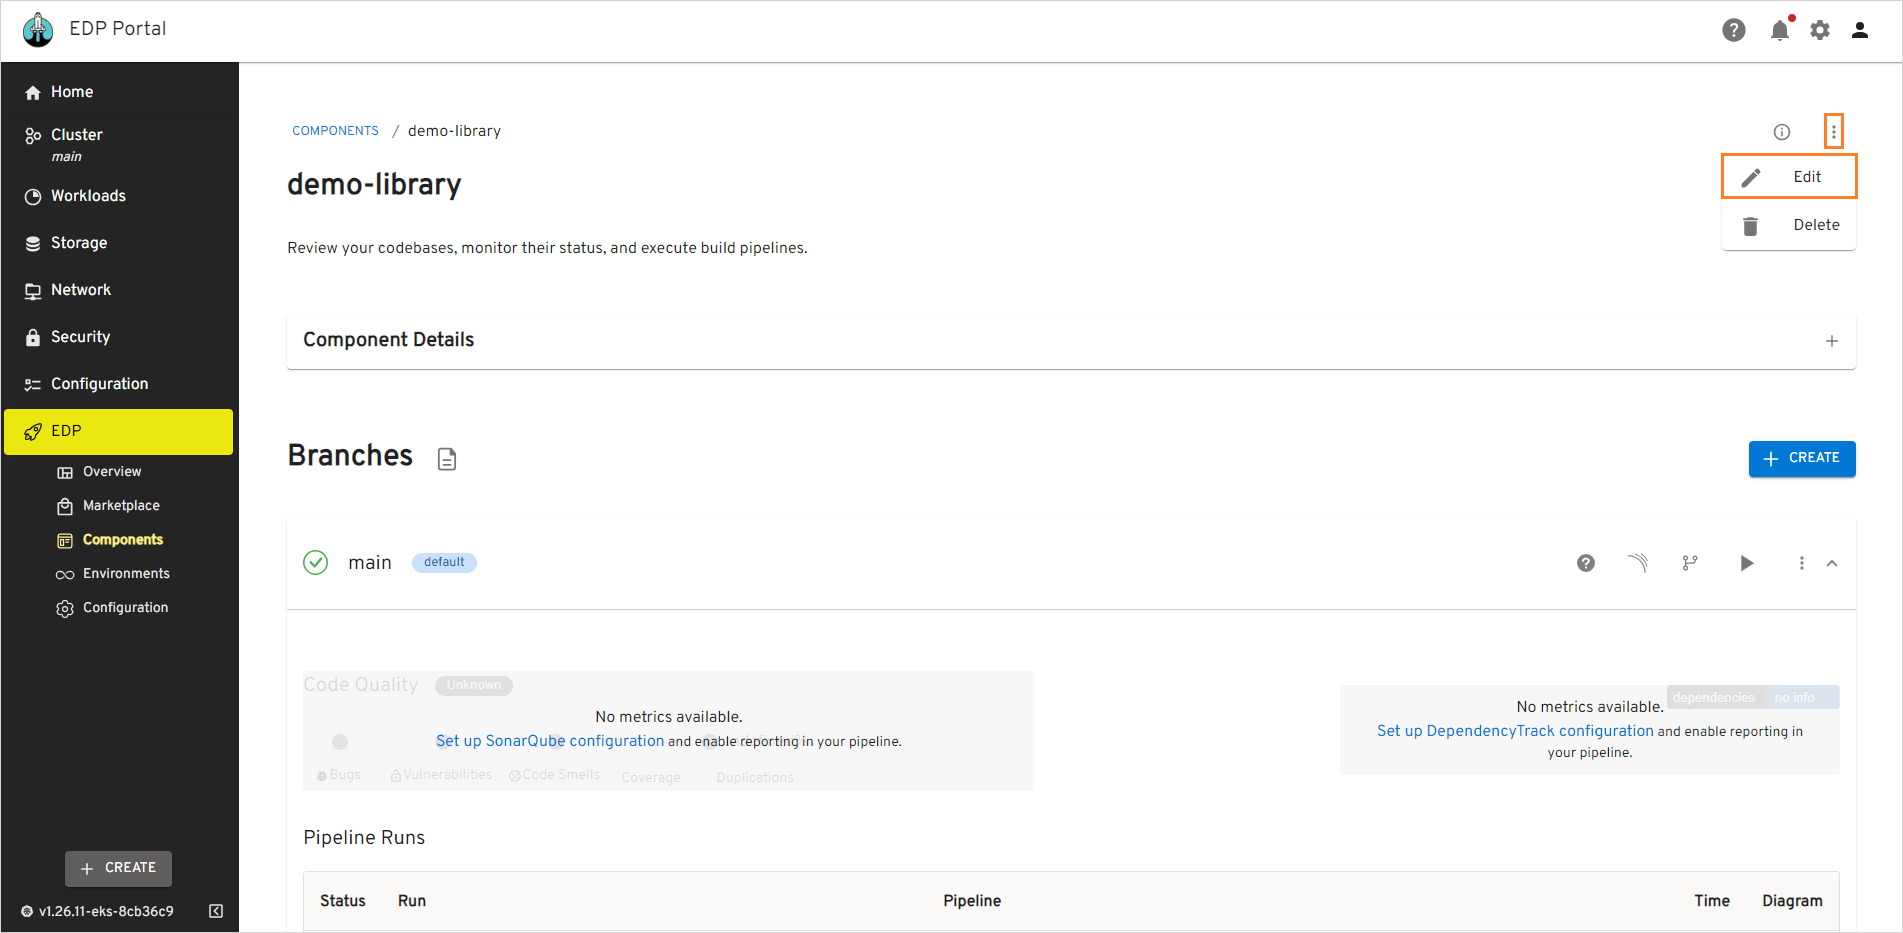 EDP Portal
Home
Cluster
main
Workloads
Storage
Network
Security
Configuration
EDP
Overview
Marketplace
Components
Environments
Configuration
+ CREATE
v1.26.11-eks-8cb36c9
COMPONENTS / demo-library
demo-library
Review your codebases, monitor their status, and execute build pipelines.
Edit
Delete
Component Details
Branches
+ CREATE
main default
Code Quality Unknown
No metrics available.
Set up SonarQube configuration and enable reporting in your pipeline.
Bugs Vulnerabilities Code Smells Coverage Duplications
dependencies no info
No metrics available.
Set up DependencyTrack configuration and enable reporting in
your pipeline.
Pipeline Runs
Status Run Pipeline Time Diagram